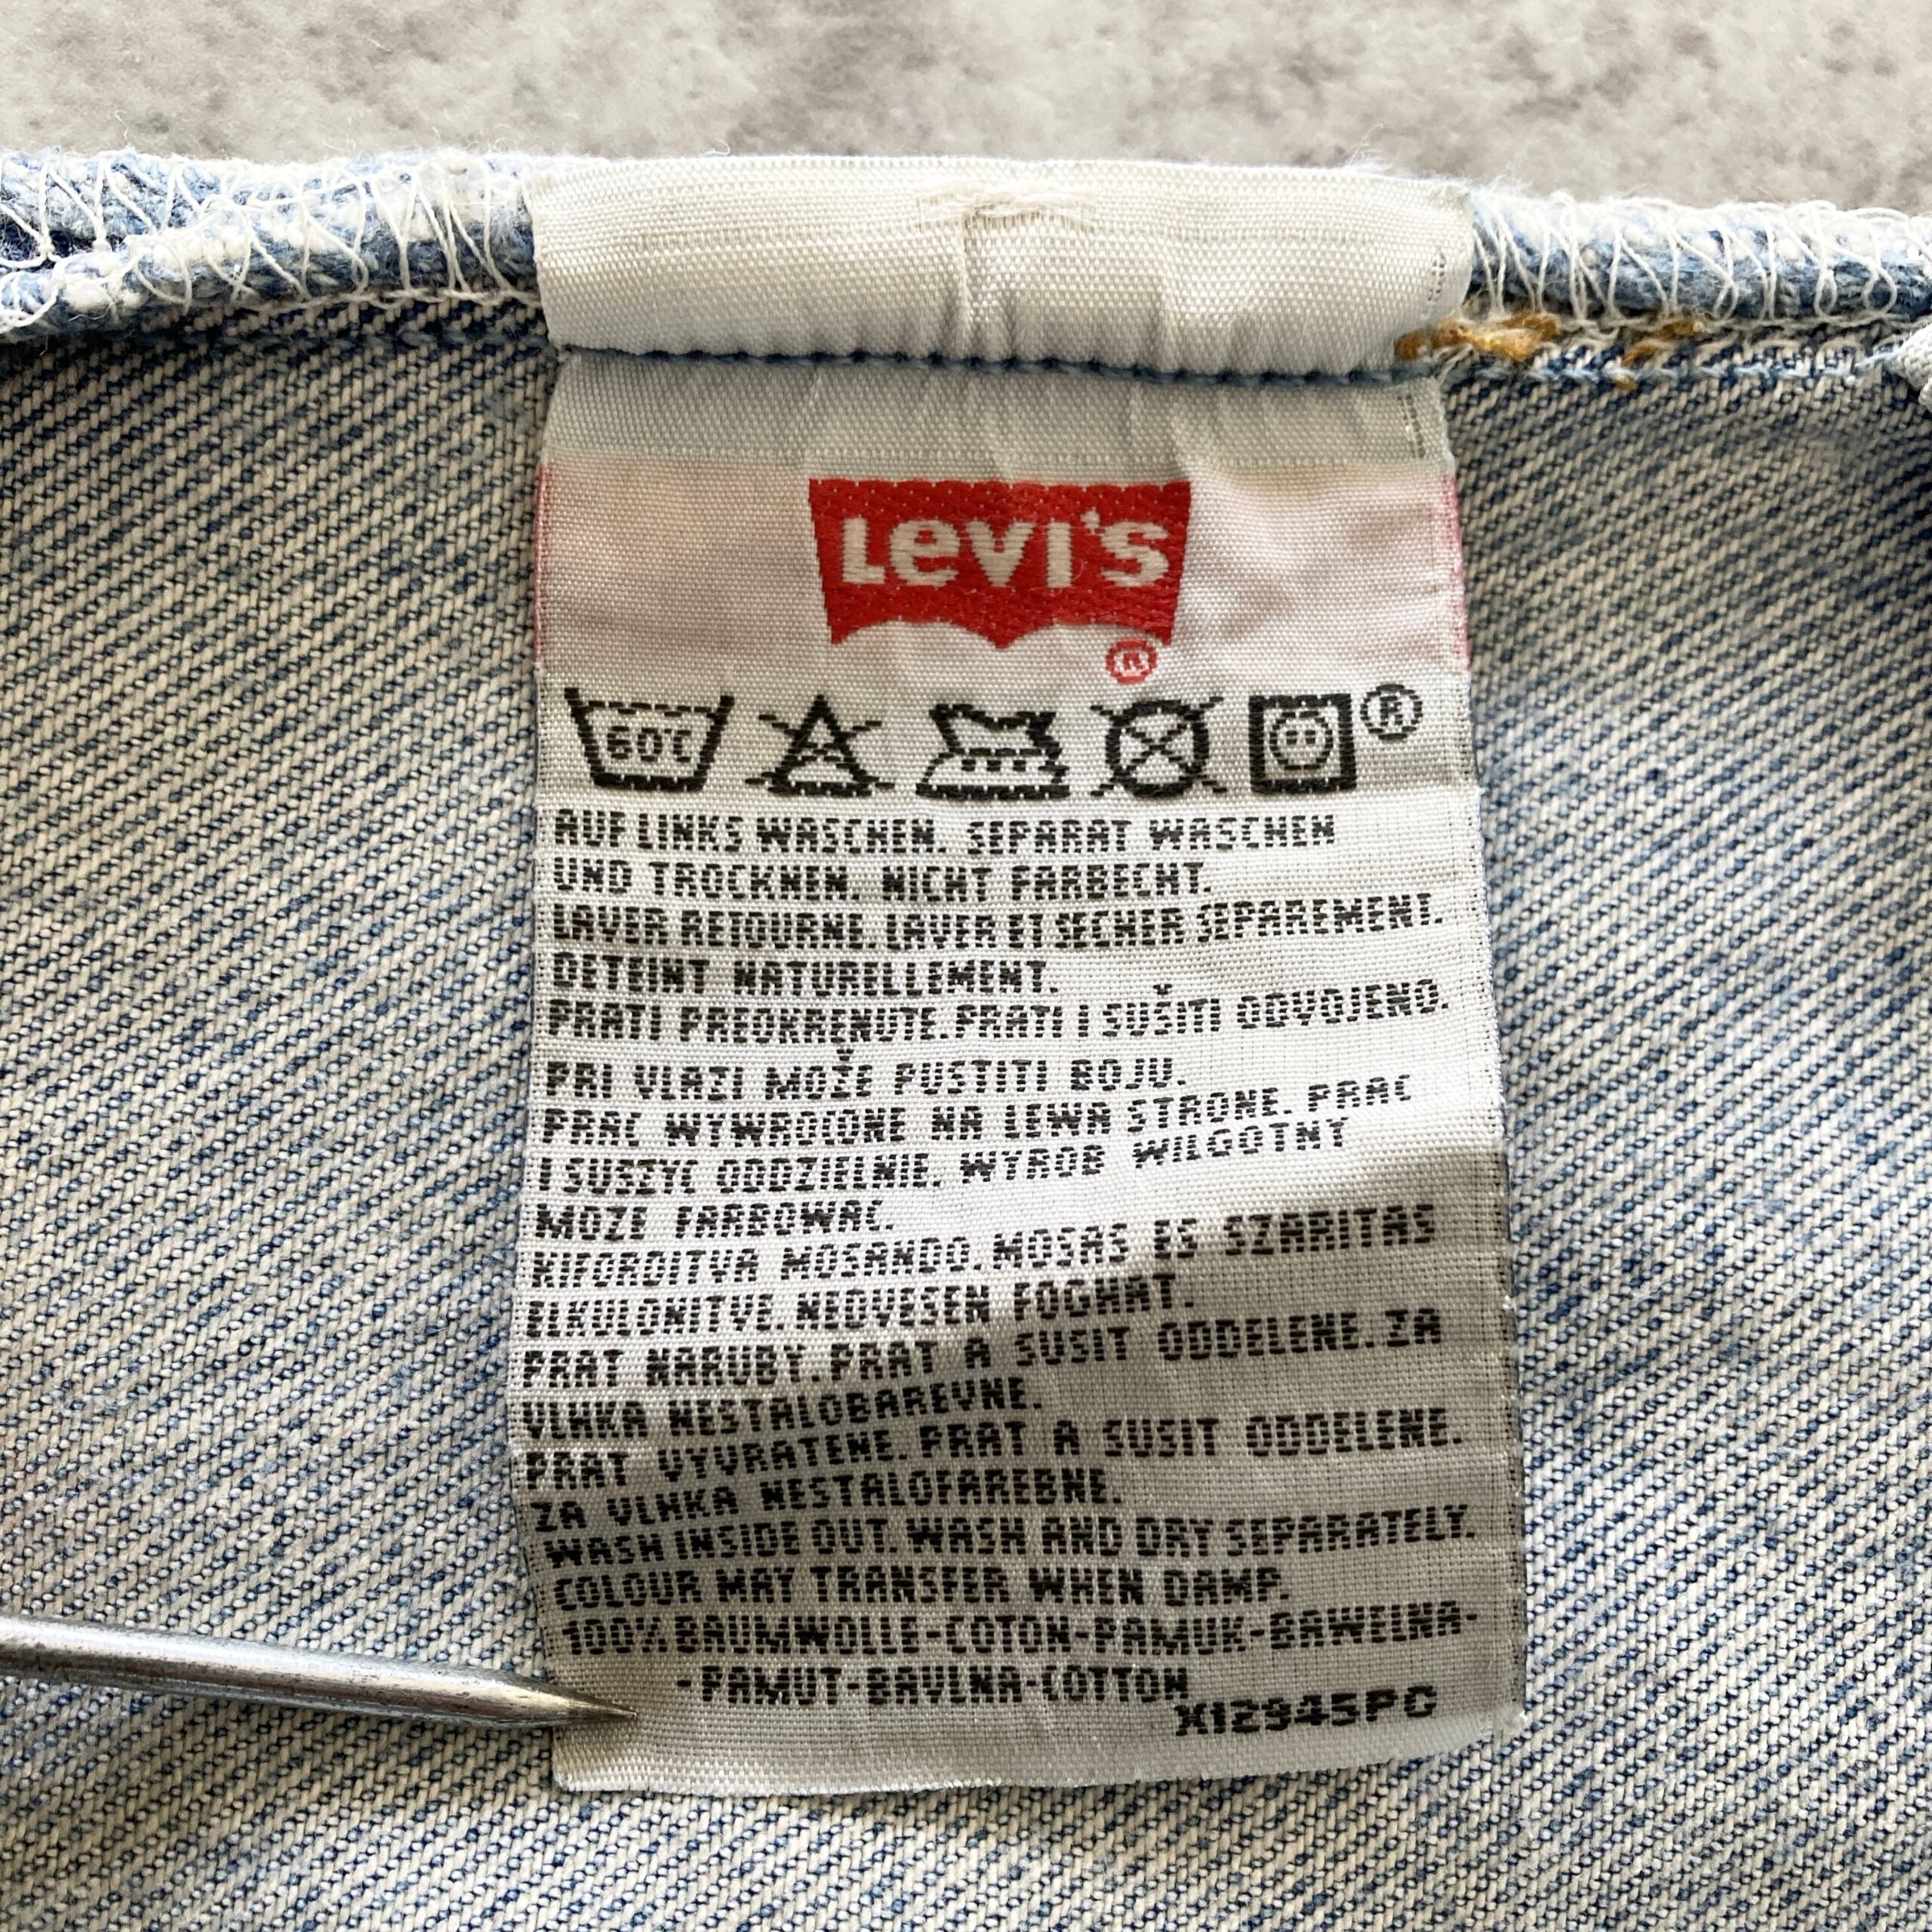 Levi's
®
60°C ®
AUF LINKS WASCHEN. SEPARAT WASCHEN
UND TROCKNEN. NICHT FARBECHT.
LAVER RETOURNE. LAVER ET SECHER SEPAREMENT.
DETEINT NATURELLEMENT.
PRATI PREOKRENUTE. PRATI I SUŠITI ODVOJENO.
PRI VLAZI MOŽE PUSTITI BOJU.
PRAC WYWROCONE NA LEWA STRONE. PRAC
I SUSZYC ODDZIELNIE. WYROB WILGOTNY
MOZE FARBOWAC.
KIFORDITVA MOSANDO. MOSAS ES SZARITAS
ELKULONITVE. NEDVESEN FOGHAT.
PRAT NARUBY. PRAT A SUSIT ODDELENE. ZA
VLHKA NESTALOBAREVNE.
PRAT VYVRATENE. PRAT A SUSIT ODDELENE.
ZA VLHKA NESTALOFAREBNE.
WASH INSIDE OUT. WASH AND DRY SEPARATELY.
COLOUR MAY TRANSFER WHEN DAMP.
100% BAUMWOLLE-COTON-PAMUK-BAWELNA-
-PAMUT-BAVLNA-COTTON
X12945PC